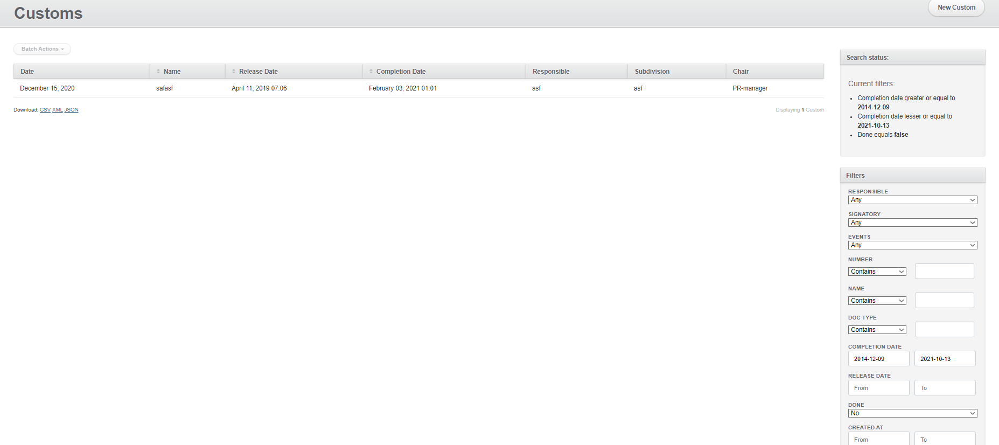 Customs
New Custom
Batch Actions
Date Name Release Date Completion Date Responsible Subdivision Chair
December 15, 2020 safasf April 11, 2019 07:06 February 03, 2021 01:01 asf asf PR-manager
Download: CSV XML JSON
Displaying 1 Custom
Search status:
Current filters:
Completion date greater or equal to
2014-12-09
Completion date lesser or equal to
2021-10-13
Done equals false
Filters
RESPONSIBLE
Any
SIGNATORY
Any
EVENTS
Any
NUMBER
Contains
NAME
Contains
DOC TYPE
Contains
COMPLETION DATE
2014-12-09 2021-10-13
RELEASE DATE
From To
DONE
No
CREATED AT
From To